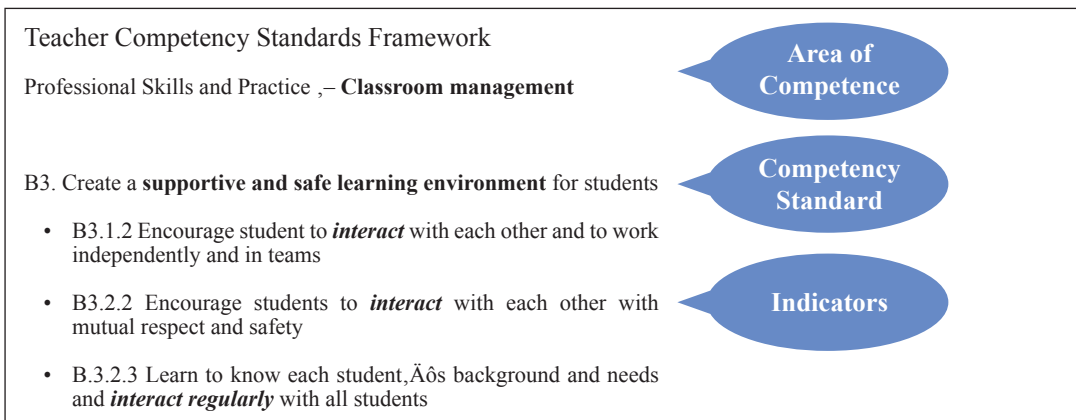 Teacher Competency Standards Framework
Area of
Competence
Professional Skills and Practice ,– Classroom management
B3. Create a supportive and safe learning environment for students
Competency
Standard
• B3.1.2 Encourage student to interact with each other and to work
independently and in teams
• B3.2.2 Encourage students to interact with each other with
mutual respect and safety
Indicators
• B.3.2.3 Learn to know each student‚Äôs background and needs
and interact regularly with all students